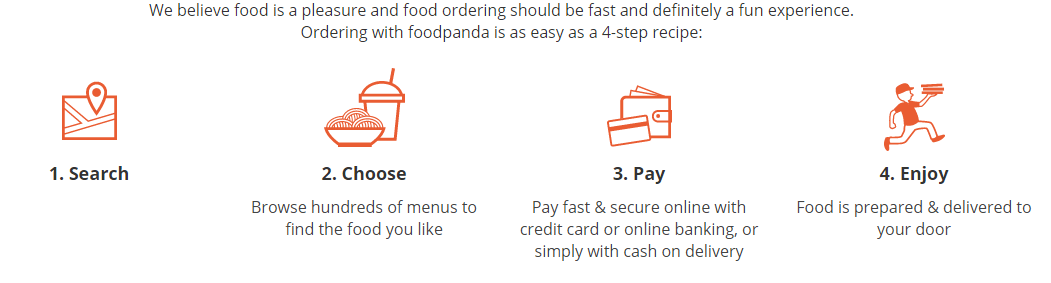 We believe food is a pleasure and food ordering should be fast and definitely a fun experience.
Ordering with foodpanda is as easy as a 4-step recipe:
1. Search
2. Choose
Browse hundreds of menus to
find the food you like
3. Pay
Pay fast & secure online with
credit card or online banking, or
simply with cash on delivery
4. Enjoy
Food is prepared & delivered to
your door